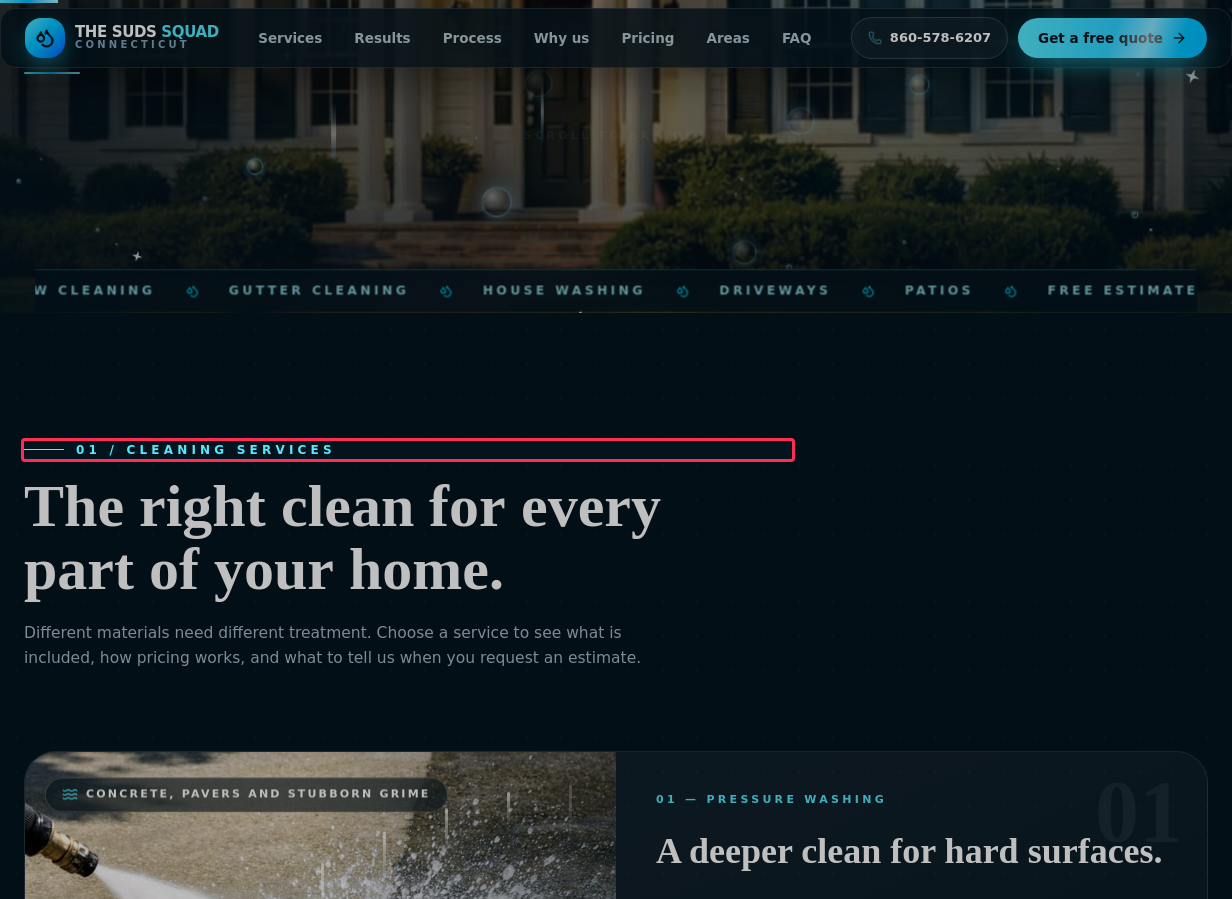 THE SUDS SQUAD
CONNECTICUT
Services
Results
Process
Why us
Pricing
Areas
FAQ
860-578-6207
Get a free quote
SCROLL TO
W CLEANING
GUTTER CLEANING
HOUSE WASHING
DRIVEWAYS
PATIOS
FREE ESTIMATE
01 / CLEANING SERVICES
The right clean for every
part of your home.
Different materials need different treatment. Choose a service to see what is
included, how pricing works, and what to tell us when you request an estimate.
CONCRETE, PAVERS AND STUBBORN GRIME
01
01 — PRESSURE WASHING
A deeper clean for hard surfaces.